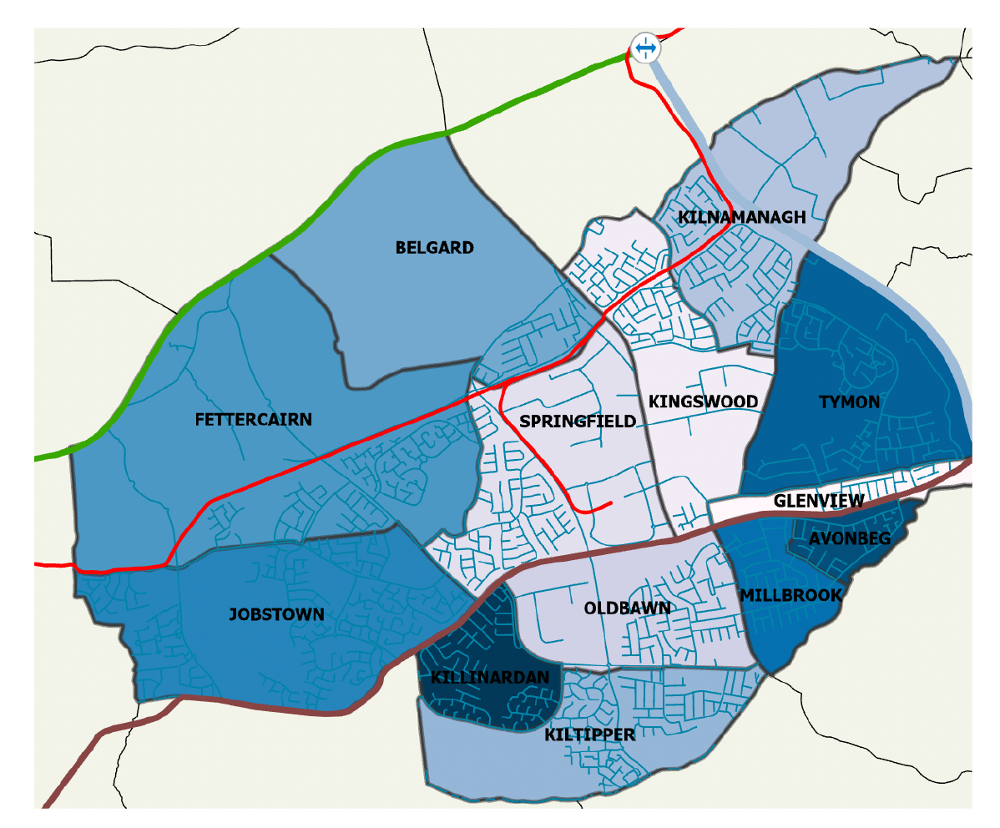 KILNAMANAGH
BELGARD
KINGSWOOD
TYMON
FETTERCAIRN
SPRINGFIELD
GLENVIEW
AVONBEG
MILLBROOK
OLDBAWN
JOBSTOWN
KILLINARDAN
KILTIPPER